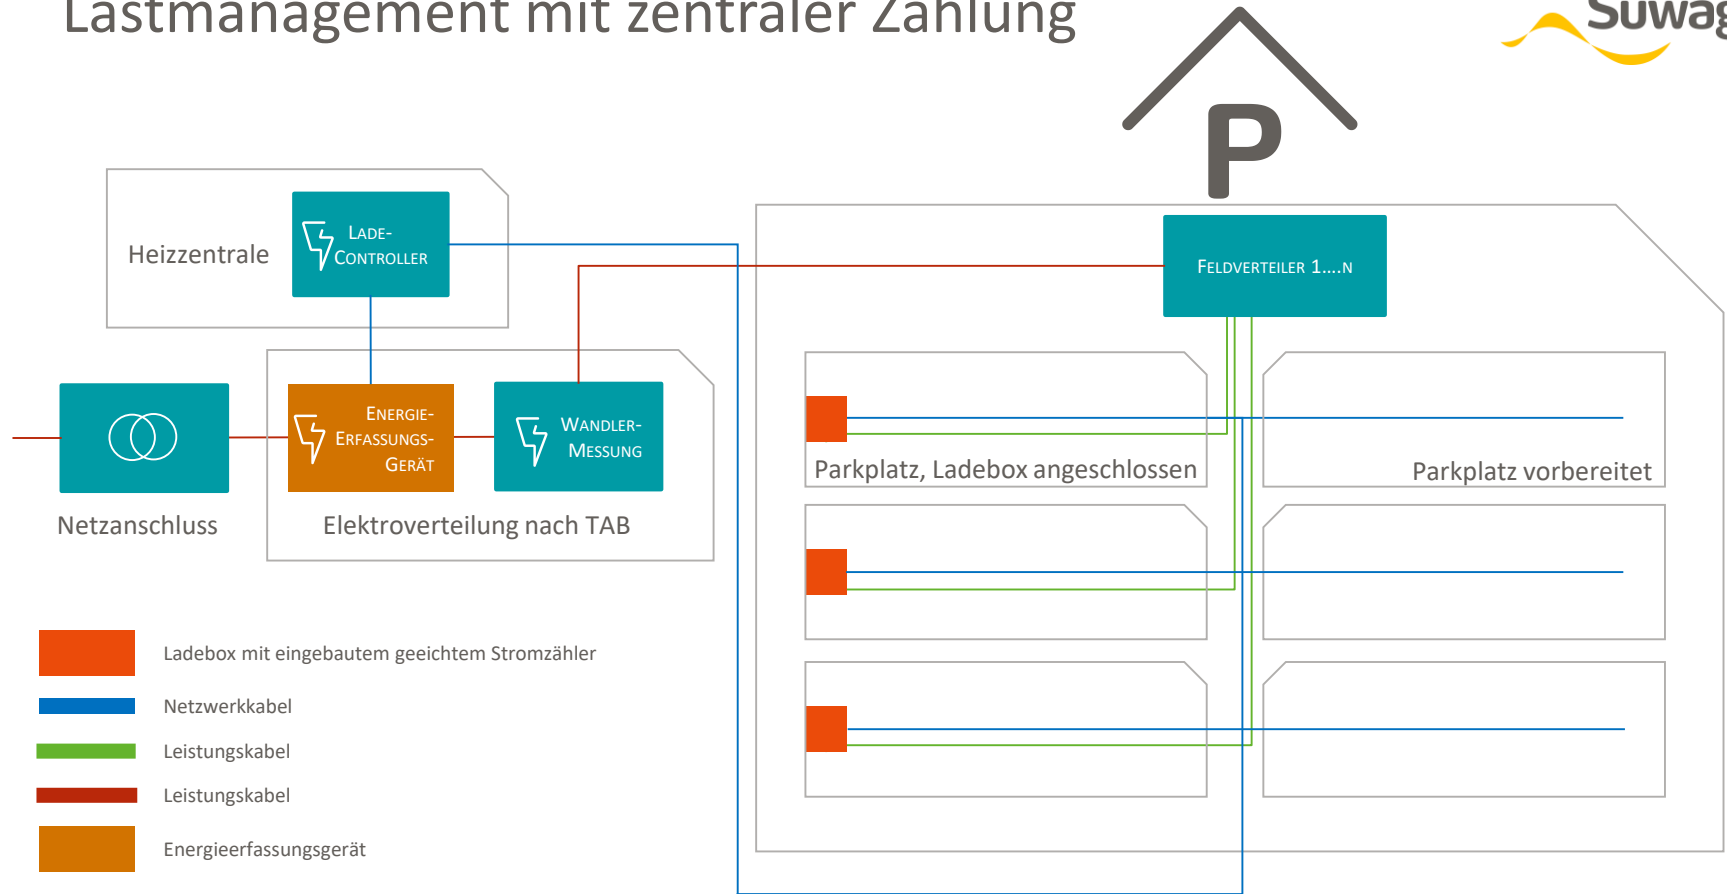 Lastmanagement mit zentraler Zählung
P
LADE-
CONTROLLER
Heizzentrale
FELDVERTEILER 1....N
ENERGIE-
ERFASSUNGS-
GERÄT
WANDLER-
MESSUNG
Netzanschluss
Elektroverteilung nach TAB
Parkplatz, Ladebox angeschlossen
Parkplatz vorbereitet
Ladebox mit eingebautem geeichtem Stromzähler
Netzwerkkabel
Leistungskabel
Leistungskabel
Energieerfassungsgerät